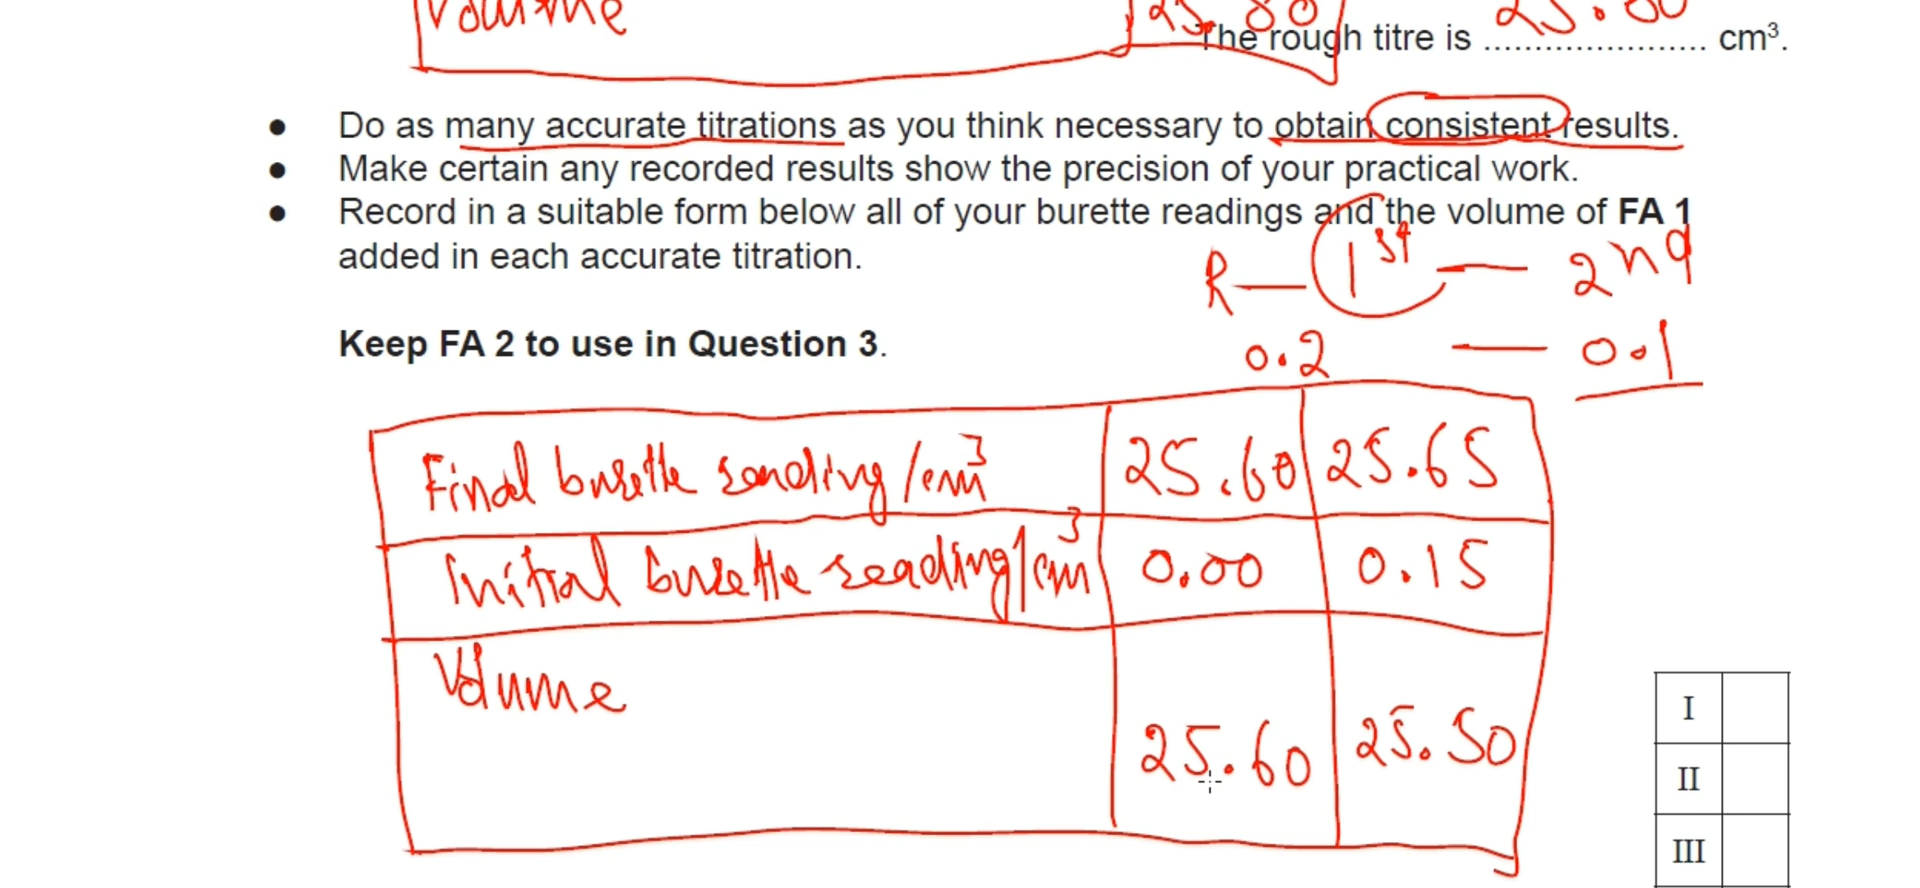 Volume 25.80
The rough titre is 25.80 cm³.
● Do as many accurate titrations as you think necessary to obtain consistent results.
● Make certain any recorded results show the precision of your practical work.
● Record in a suitable form below all of your burette readings and the volume of FA 1
added in each accurate titration.
R — 1st — 2nd
Keep FA 2 to use in Question 3.
0.2 — 0.1
Final burette reading /cm³ 25.60 25.65
Initial burette reading/cm³ 0.00 0.15
Volume
25.60 25.50
I
II
III